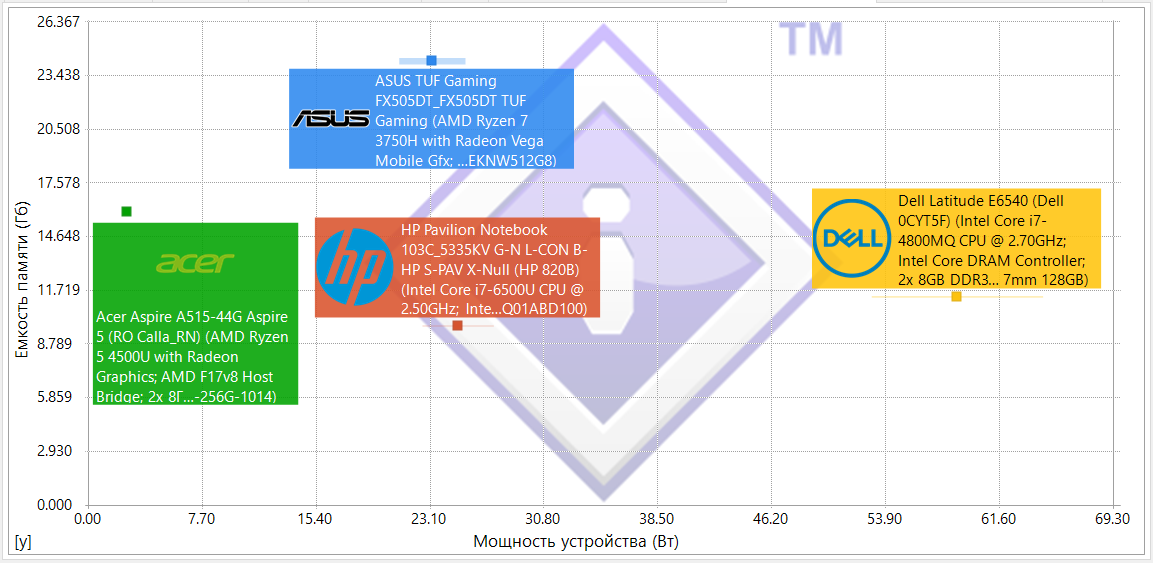 TM
26.367
23.438
20.508
17.578
14.648
11.719
8.789
5.859
2.930
0.000
Емкость памяти (Гб)
ASUS
ASUS TUF Gaming
FX505DT_FX505DT TUF
Gaming (AMD Ryzen 7
3750H with Radeon Vega
Mobile Gfx; ...EKNW512G8)
acer
Acer Aspire A515-44G Aspire
5 (RO Calla_RN) (AMD Ryzen
5 4500U with Radeon
Graphics; AMD F17v8 Host
Bridge; 2x 8Г...-256G-1014)
hp
HP Pavilion Notebook
103C_5335KV G-N L-CON B-
HP S-PAV X-Null (HP 820B)
(Intel Core i7-6500U CPU @
2.50GHz; Inte...Q01ABD100)
DELL
Dell Latitude E6540 (Dell
0CYT5F) (Intel Core i7-
4800MQ CPU @ 2.70GHz;
Intel Core DRAM Controller;
2x 8GB DDR3... 7mm 128GB)
0.00 7.70 15.40 23.10 30.80 38.50 46.20 53.90 61.60 69.30
[y]
Мощность устройства (Вт)